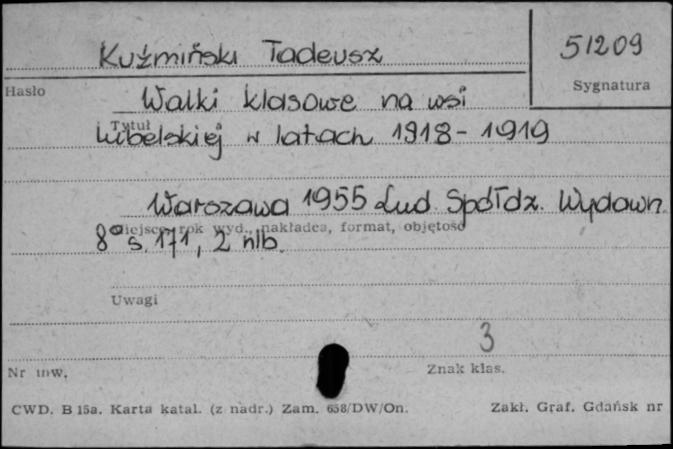 Kuźmiński Tadeusz
51209
Hasło
Sygnatura
Walki klasowe na wsi
Tytuł
lubelskiej w latach 1918-1919
Warszawa 1955 Lud. Spółdz. Wydawn.
Miejsce, rok wyd., nakładca, format, objętość
8° s. 171, 2 nlb.
Uwagi
3
Nr inw.
Znak klas.
CWD. B 15a. Karta katal. (z nadr.) Zam. 658/DW/On.
Zakł. Graf. Gdańsk nr